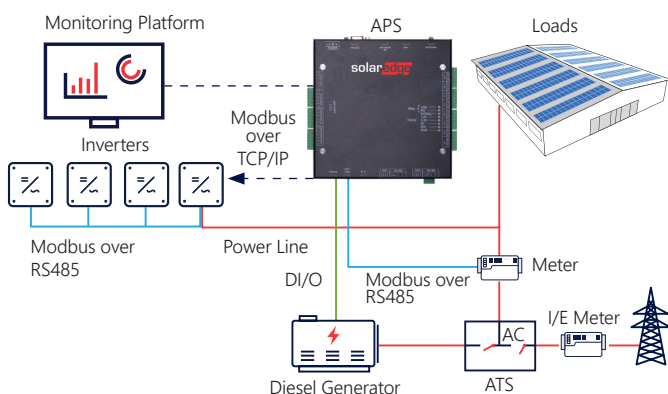 Monitoring Platform
APS
Loads
solaredge
Modbus
over
TCP/IP
Inverters
Modbus over
RS485
Power Line
DI/O
Modbus over
RS485
Meter
I/E Meter
AC
ATS
Diesel Generator